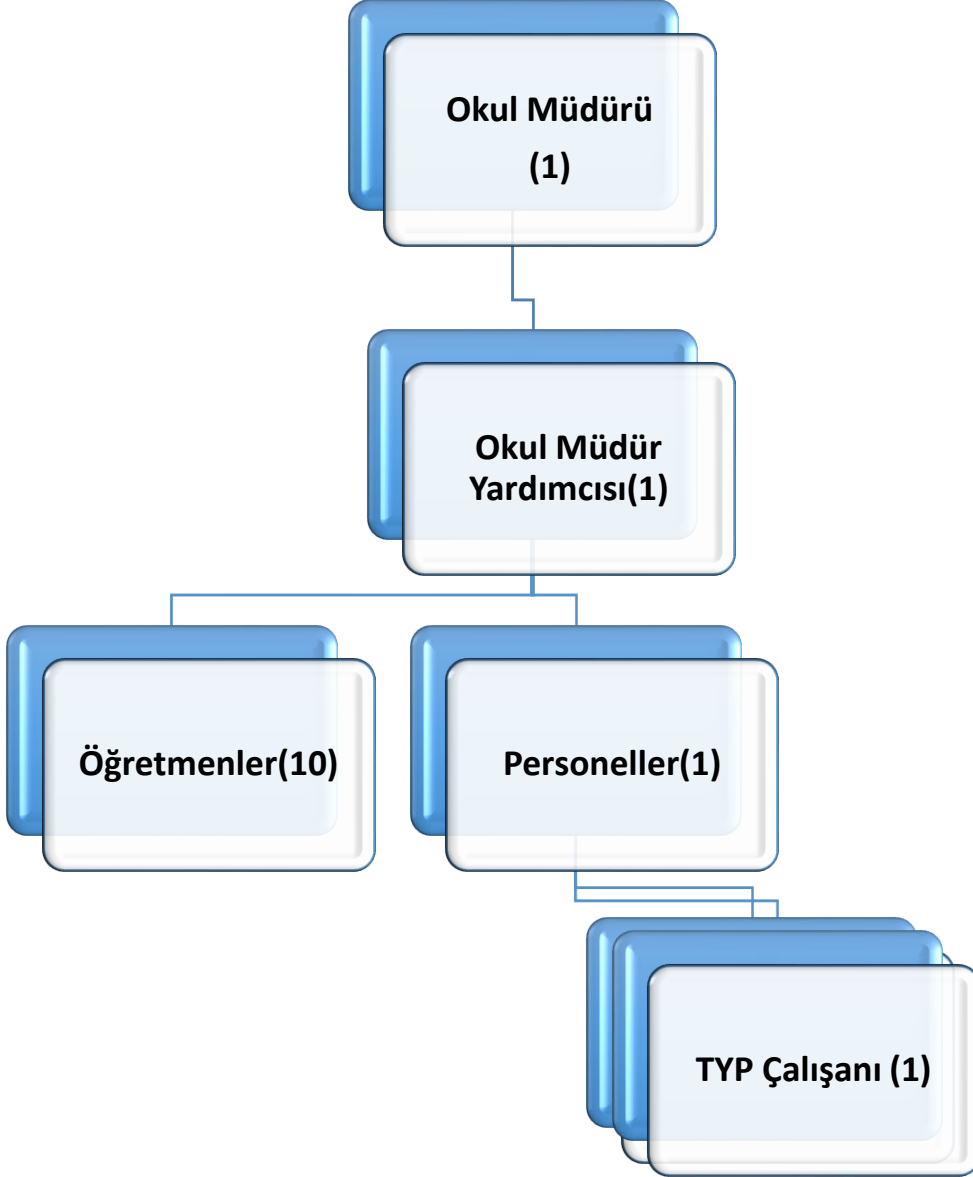 Okul Müdürü
(1)
Okul Müdür
Yardımcısı(1)
Öğretmenler(10)
Personeller(1)
TYP Çalışanı (1)